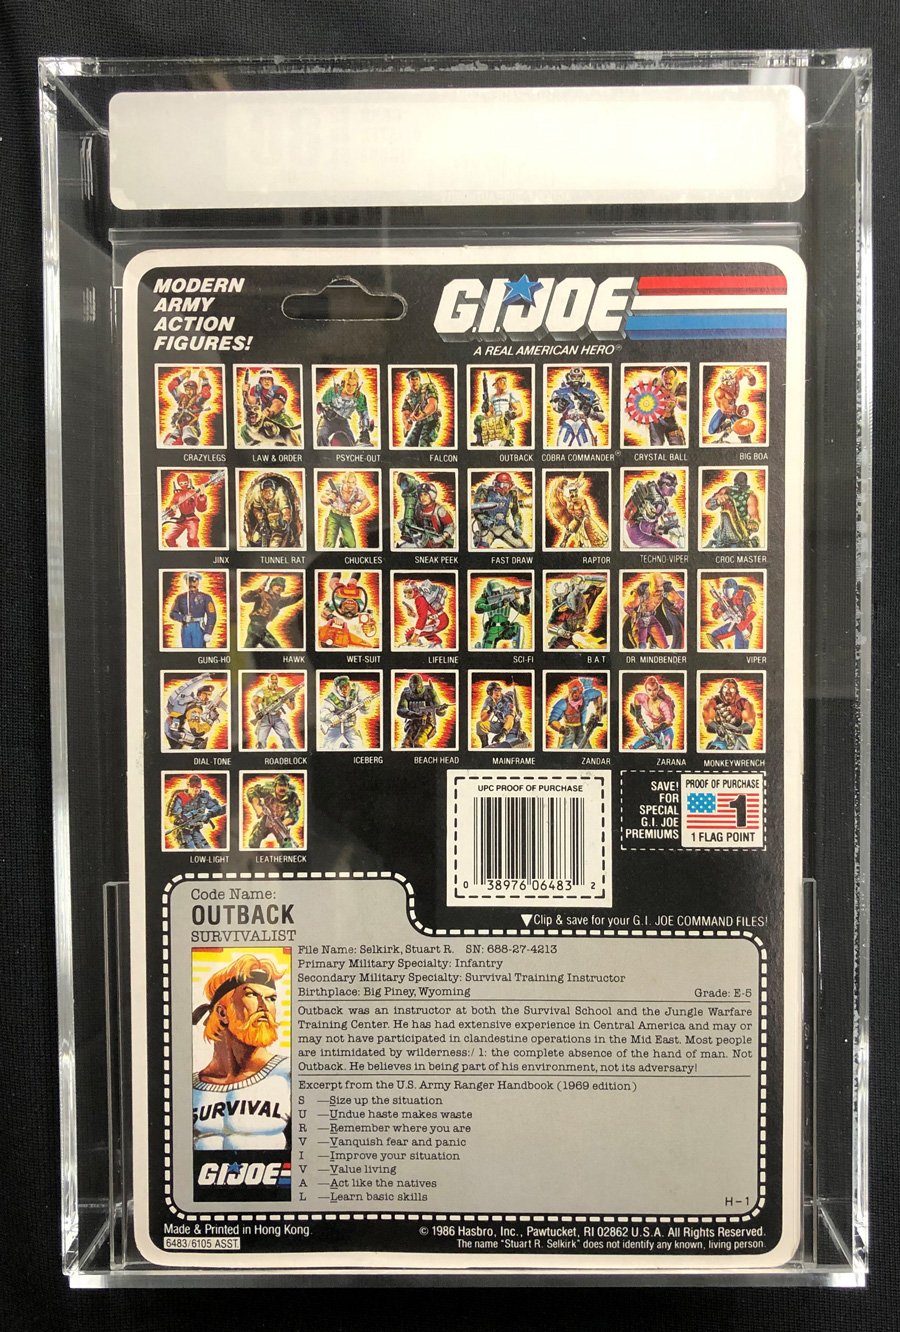 MODERN
ARMY
ACTION
FIGURES!
G.I.JOE
A REAL AMERICAN HERO®
CRAZYLEGS LAW & ORDER PSYCHE-OUT FALCON OUTBACK COBRA COMMANDER CRYSTAL BALL BIG BOA
JINX TUNNEL RAT CHUCKLES SNEAK PEEK FAST DRAW RAPTOR TECHNO-VIPER CROC MASTER
GUNG-HO HAWK WET-SUIT LIFELINE SCI-FI B.A.T. DR. MINDBENDER VIPER
DIAL-TONE ROADBLOCK ICEBERG BEACH HEAD MAINFRAME ZANDAR ZARANA MONKEYWRENCH
LOW-LIGHT LEATHERNECK
UPC PROOF OF PURCHASE
0 38976 06483 2
SAVE!
FOR
SPECIAL
G.I. JOE
PREMIUMS
PROOF OF PURCHASE
1
1 FLAG POINT
▼Clip & save for your G.I. JOE COMMAND FILES!
Code Name:
OUTBACK
SURVIVALIST
File Name: Selkirk, Stuart R. SN: 688-27-4213
Primary Military Specialty: Infantry
Secondary Military Specialty: Survival Training Instructor
Birthplace: Big Piney, Wyoming Grade: E-5
Outback was an instructor at both the Survival School and the Jungle Warfare
Training Center. He has had extensive experience in Central America and may or
may not have participated in clandestine operations in the Mid East. Most people
are intimidated by wilderness:/ 1: the complete absence of the hand of man. Not
Outback. He believes in being part of his environment, not its adversary!
Excerpt from the U.S. Army Ranger Handbook (1969 edition)
S —Size up the situation
U —Undue haste makes waste
R —Remember where you are
V —Vanquish fear and panic
I —Improve your situation
V —Value living
A —Act like the natives
L —Learn basic skills
SURVIVAL
G.I.JOE
H-1
Made & Printed in Hong Kong.
6483/6105 ASST.
© 1986 Hasbro, Inc., Pawtucket, RI 02862 U.S.A. All Rights Reserved.
The name "Stuart R. Selkirk" does not identify any known, living person.